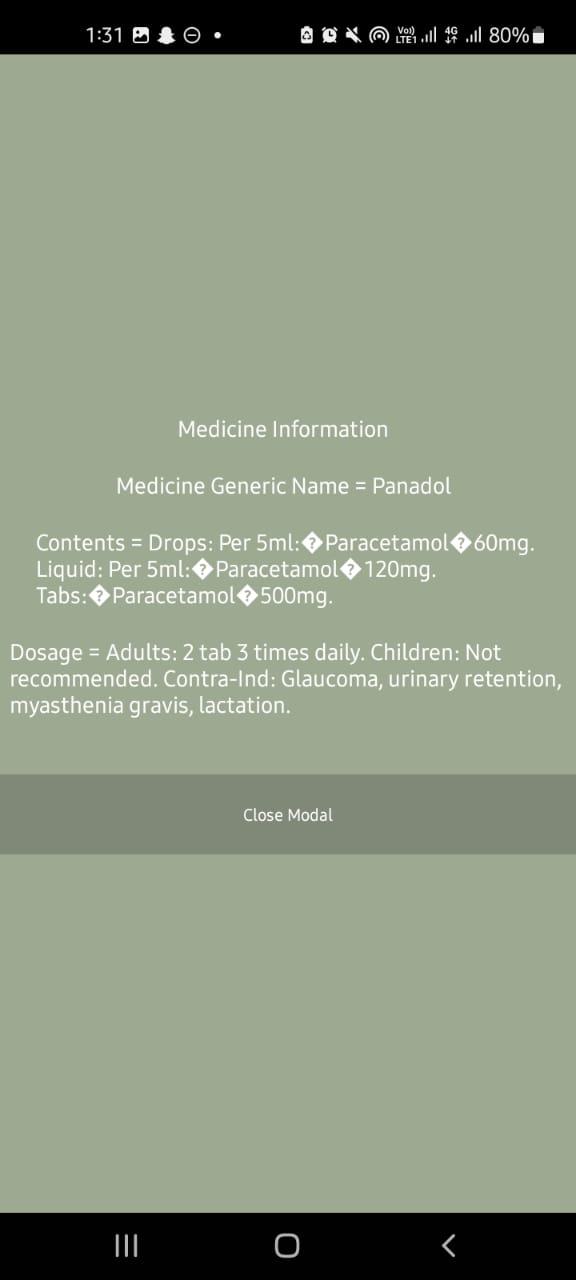 1:31 80%
Vo)) LTE1 4G
Medicine Information
Medicine Generic Name = Panadol
Contents = Drops: Per 5ml:�Paracetamol�60mg.
Liquid: Per 5ml:�Paracetamol�120mg.
Tabs:�Paracetamol�500mg.
Dosage = Adults: 2 tab 3 times daily. Children: Not
recommended. Contra-Ind: Glaucoma, urinary retention,
myasthenia gravis, lactation.
Close Modal